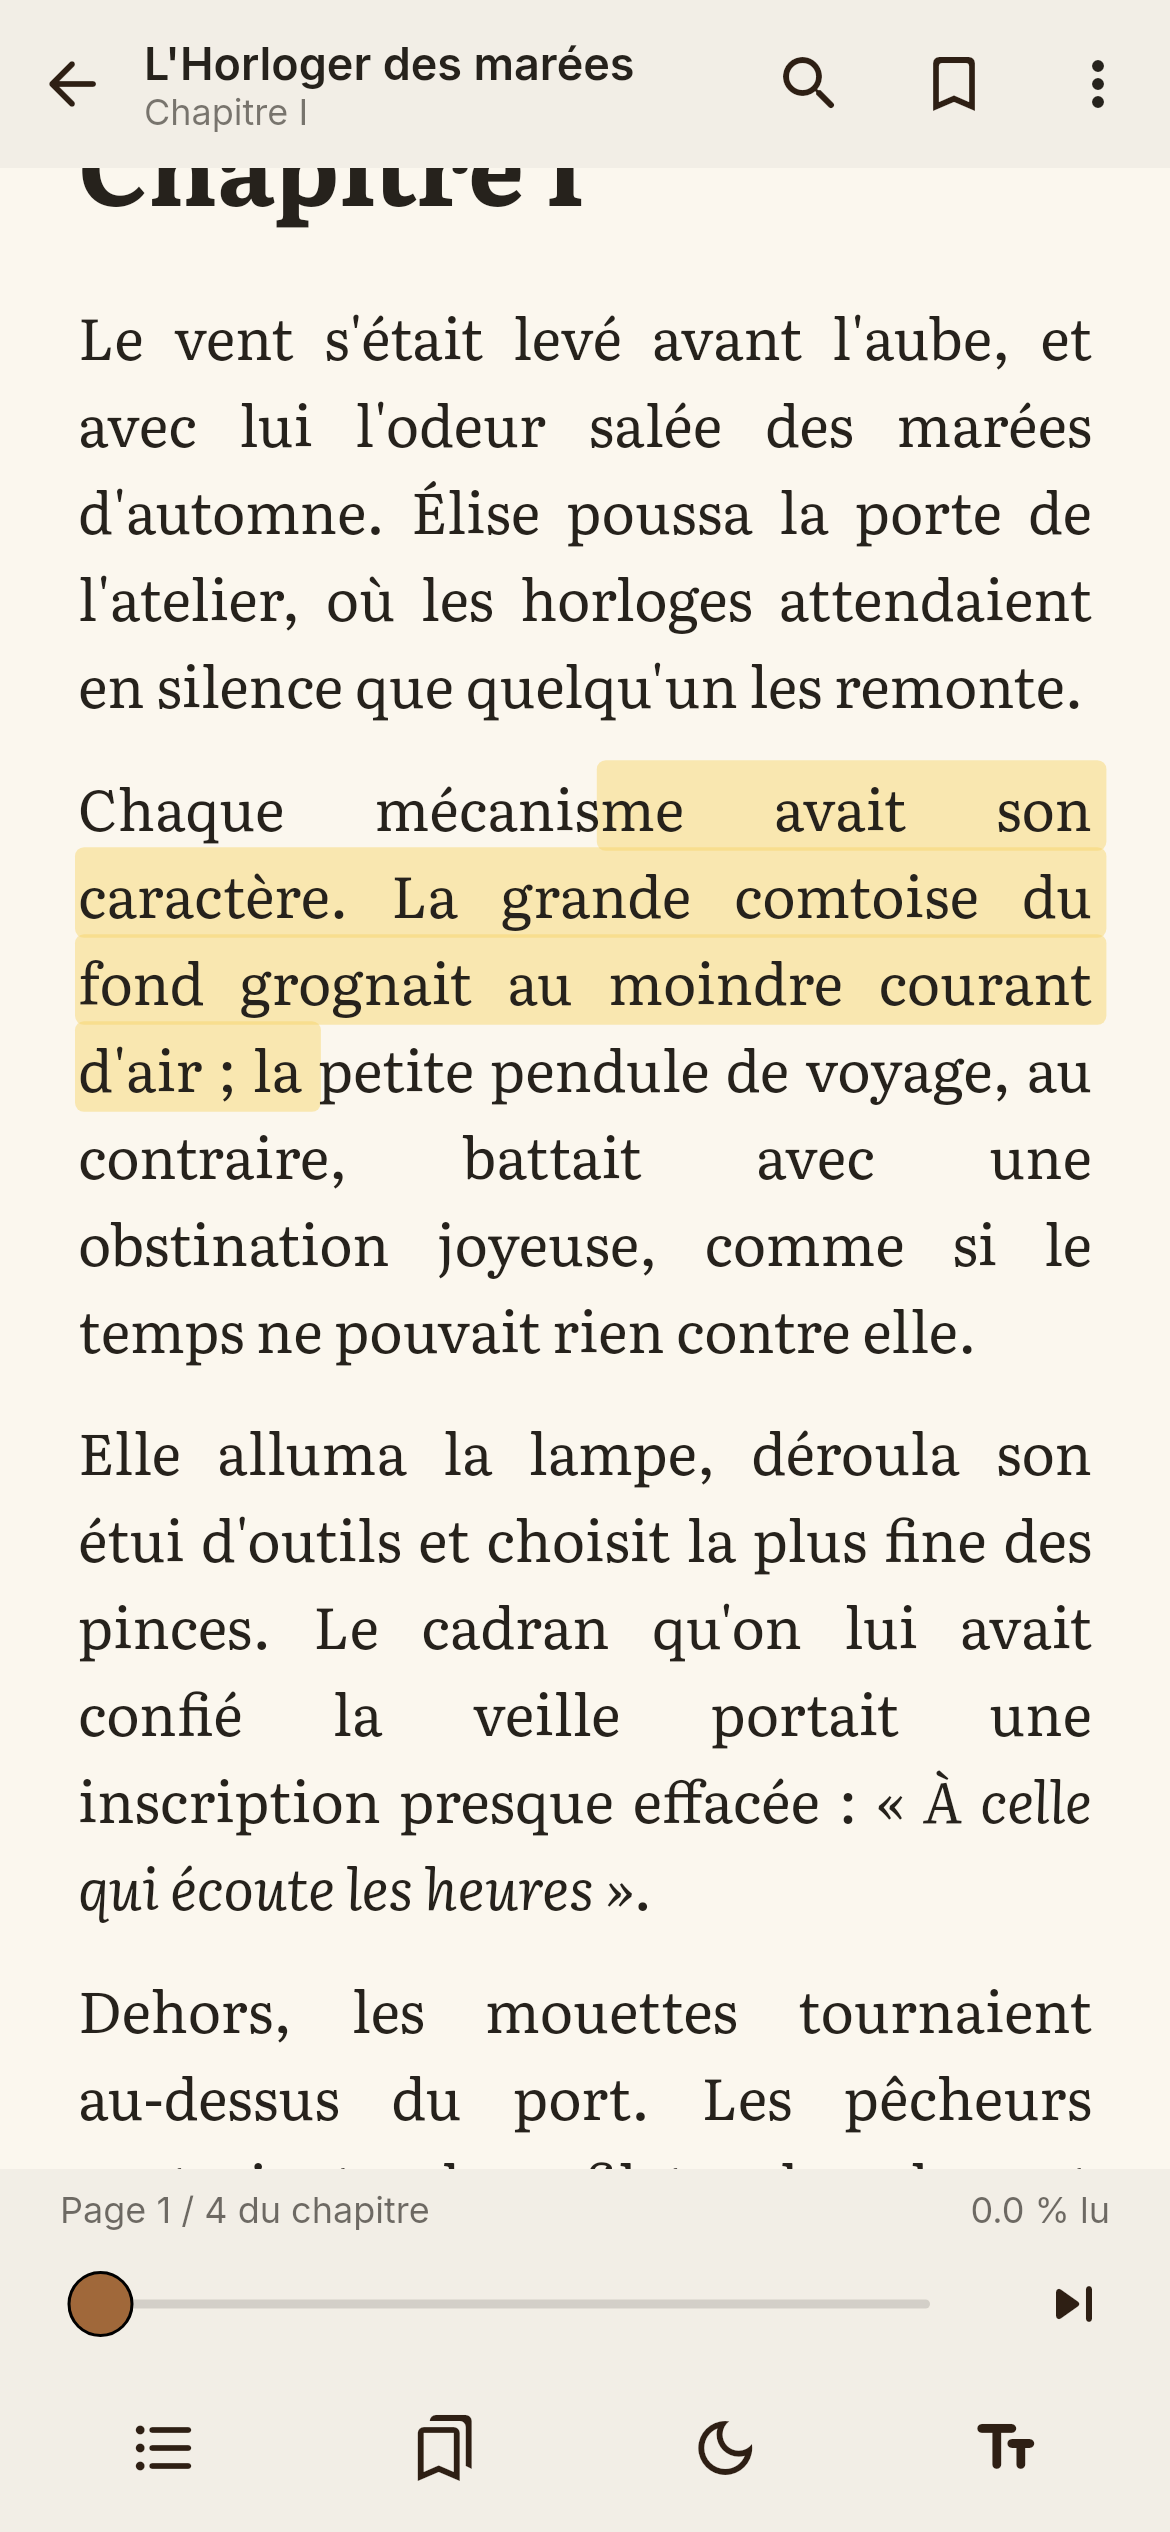 L'Horloger des marées
Chapitre I
Chapitre I
Le vent s'était levé avant l'aube, et
avec lui l'odeur salée des marées
d'automne. Élise poussa la porte de
l'atelier, où les horloges attendaient
en silence que quelqu'un les remonte.
Chaque mécanisme avait son
caractère. La grande comtoise du
fond grognait au moindre courant
d'air ; la petite pendule de voyage, au
contraire, battait avec une
obstination joyeuse, comme si le
temps ne pouvait rien contre elle.
Elle alluma la lampe, déroula son
étui d'outils et choisit la plus fine des
pinces. Le cadran qu'on lui avait
confié la veille portait une
inscription presque effacée : « À celle
qui écoute les heures ».
Dehors, les mouettes tournaient
au-dessus du port. Les pêcheurs
Page 1 / 4 du chapitre
0.0 % lu